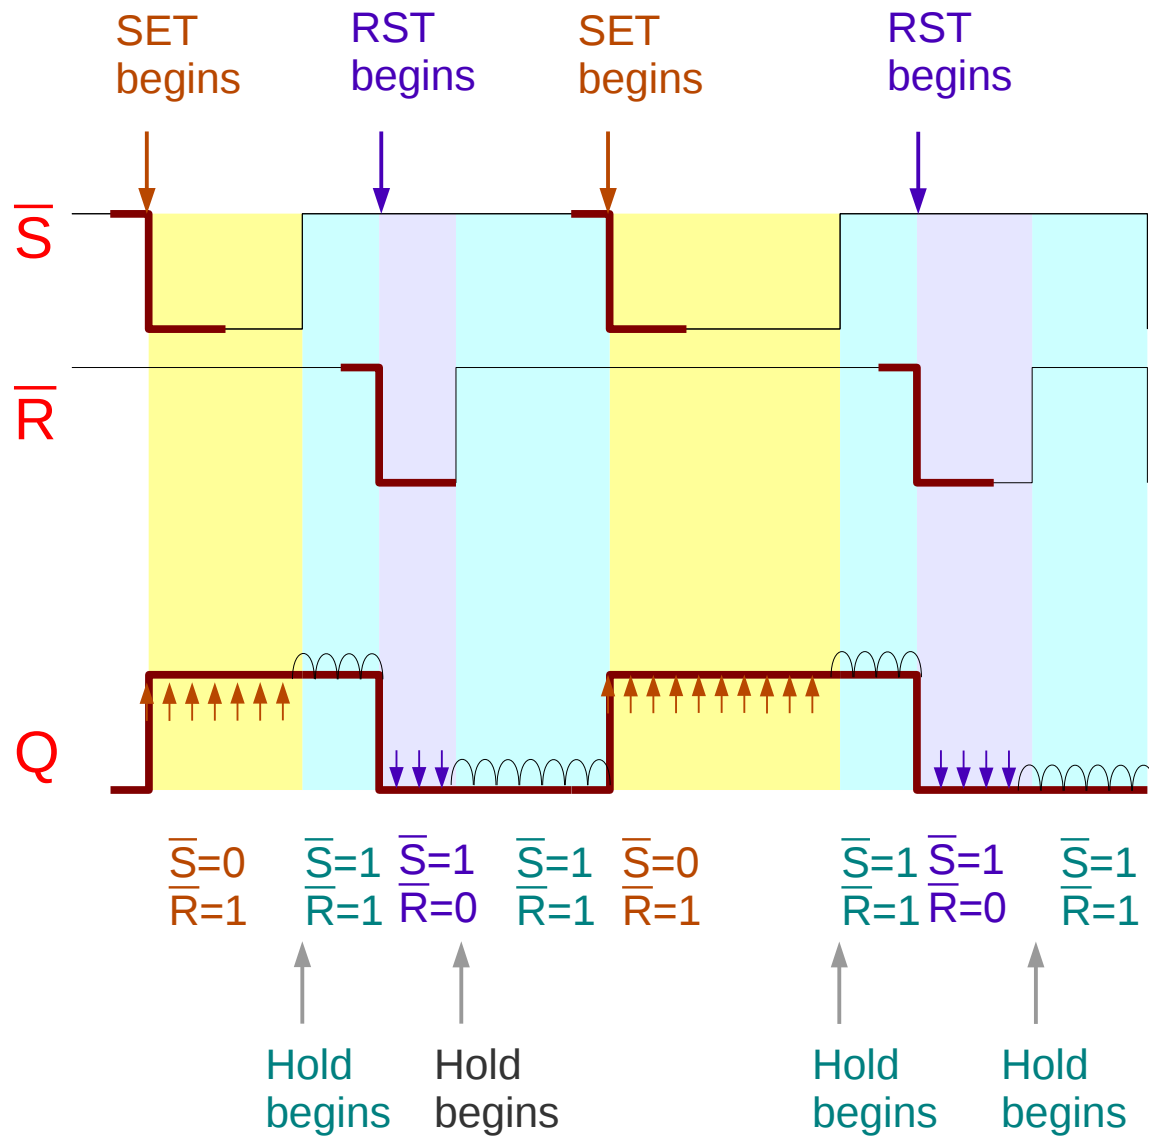 SET
begins
RST
begins
SET
begins
RST
begins
S̅
R̅
Q
S̅=0
R̅=1
S̅=1
R̅=1
S̅=1
R̅=0
S̅=1
R̅=1
S̅=0
R̅=1
S̅=1
R̅=1
S̅=1
R̅=0
S̅=1
R̅=1
Hold
begins
Hold
begins
Hold
begins
Hold
begins